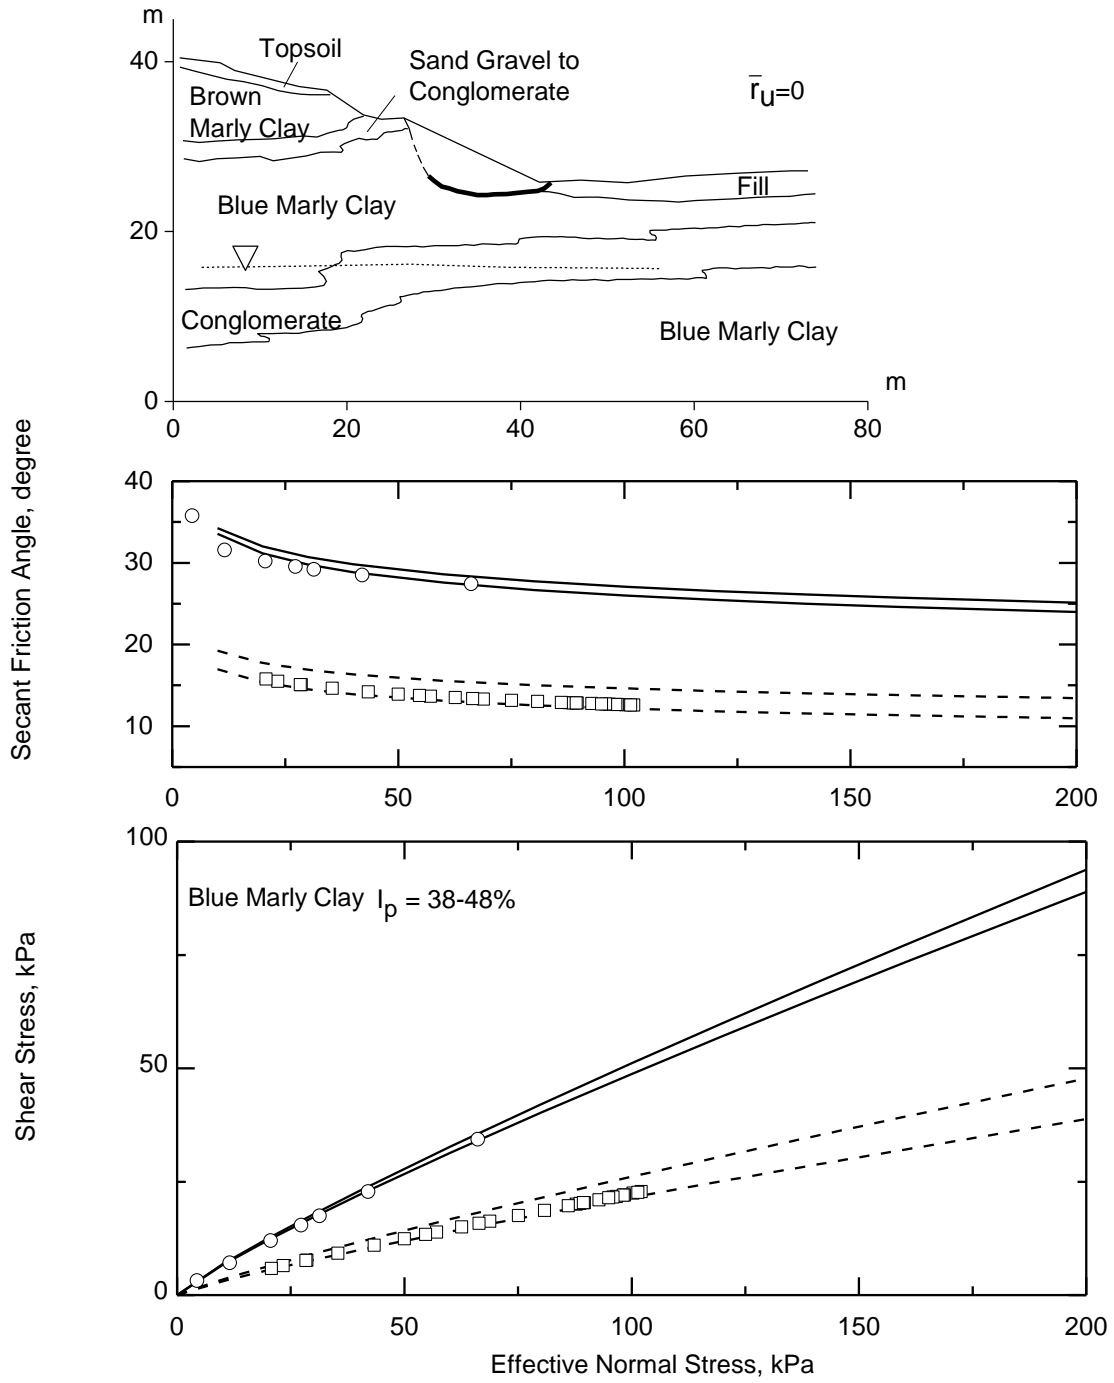 m
40
Topsoil
Sand Gravel to
Conglomerate
r̅u=0
Brown
Marly Clay
Fill
Blue Marly Clay
20
Conglomerate
Blue Marly Clay
m
0
0 20 40 60 80
Secant Friction Angle, degree
40
30
20
10
0 50 100 150 200
Shear Stress, kPa
100
Blue Marly Clay Ip = 38-48%
50
0
0 50 100 150 200
Effective Normal Stress, kPa